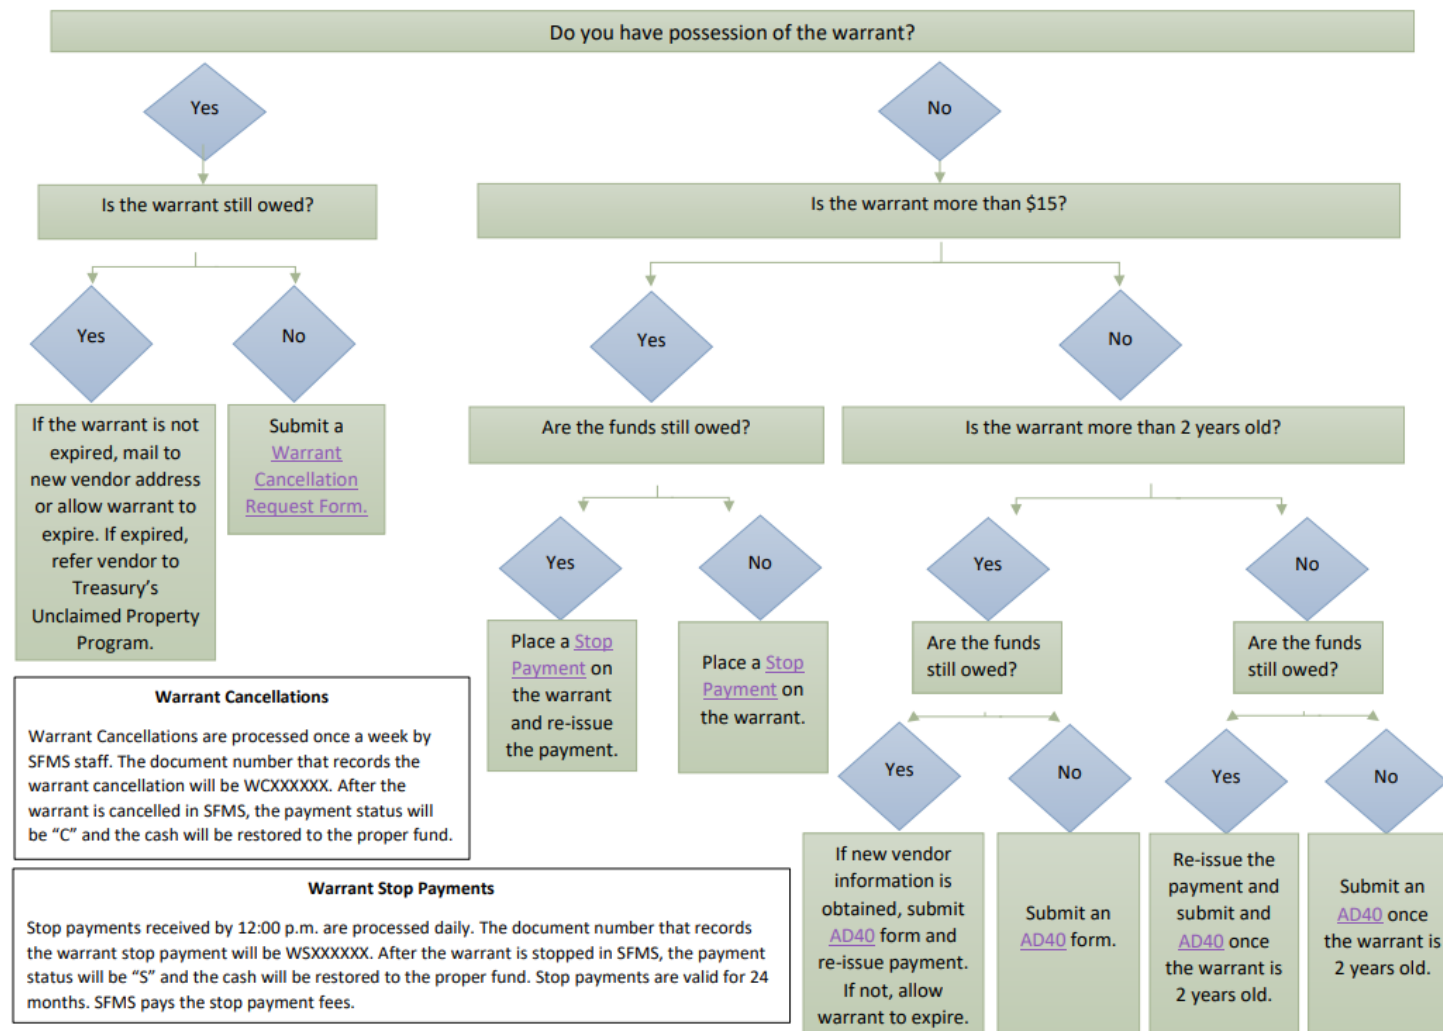 Do you have possession of the warrant?
Yes
No
Is the warrant still owed?
Is the warrant more than $15?
Yes
No
Yes
No
If the warrant is not
expired, mail to
new vendor address
or allow warrant to
expire. If expired,
refer vendor to
Treasury’s
Unclaimed Property
Program.
Submit a
Warrant
Cancellation
Request Form.
Are the funds still owed?
Is the warrant more than 2 years old?
Yes
No
Yes
No
Place a Stop
Payment on
the warrant
and re-issue
the payment.
Place a Stop
Payment on
the warrant.
Are the funds
still owed?
Are the funds
still owed?
Yes
No
Yes
No
If new vendor
information is
obtained, submit
AD40 form and
re-issue payment.
If not, allow
warrant to expire.
Submit an
AD40 form.
Re-issue the
payment and
submit and
AD40 once
the warrant is
2 years old.
Submit an
AD40 once
the warrant is
2 years old.
Warrant Cancellations
Warrant Cancellations are processed once a week by
SFMS staff. The document number that records the
warrant cancellation will be WCXXXXXX. After the
warrant is cancelled in SFMS, the payment status will
be “C” and the cash will be restored to the proper fund.
Warrant Stop Payments
Stop payments received by 12:00 p.m. are processed daily. The document number that records
the warrant stop payment will be WSXXXXXX. After the warrant is stopped in SFMS, the payment
status will be “S” and the cash will be restored to the proper fund. Stop payments are valid for 24
months. SFMS pays the stop payment fees.